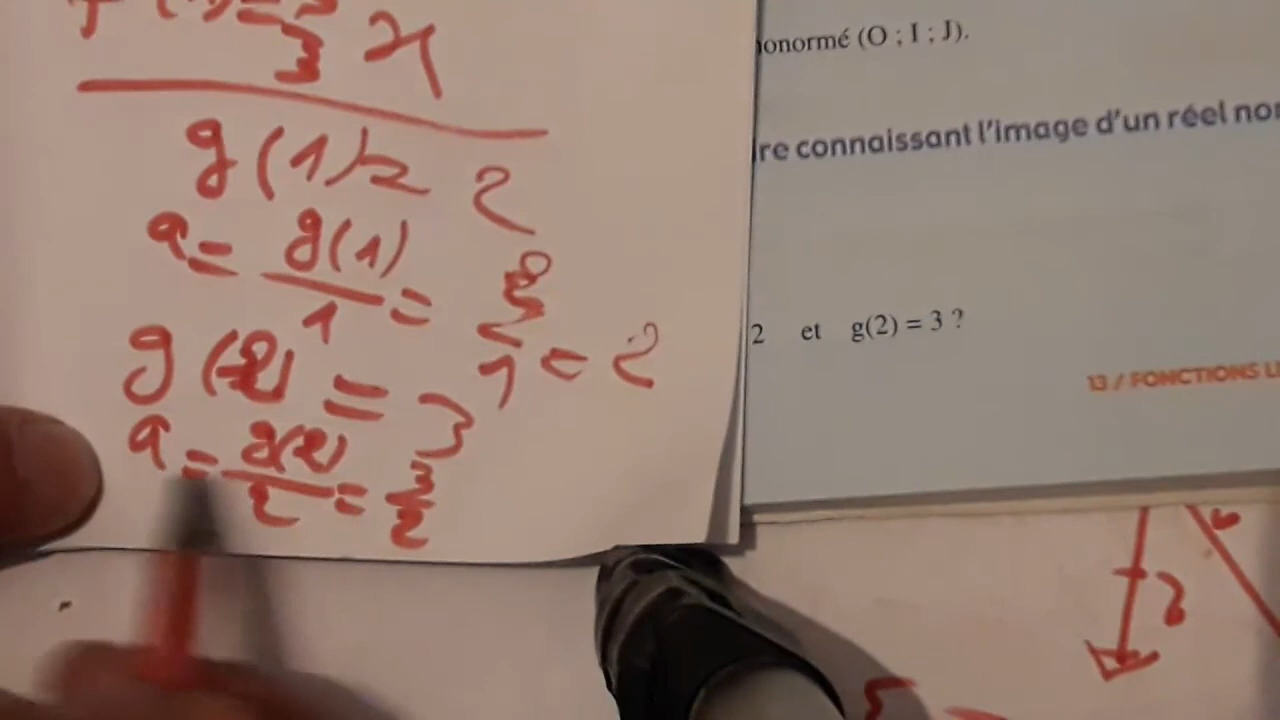 3 x
g(1) = 2
a = g(1)/1 = 2/1 = 2
g(2) = 3
a = g(2)/2 = 3/2
onormé (O ; I ; J).
re connaissant l'image d'un réel no
2 et g(2) = 3 ?
13 / FONCTIONS L